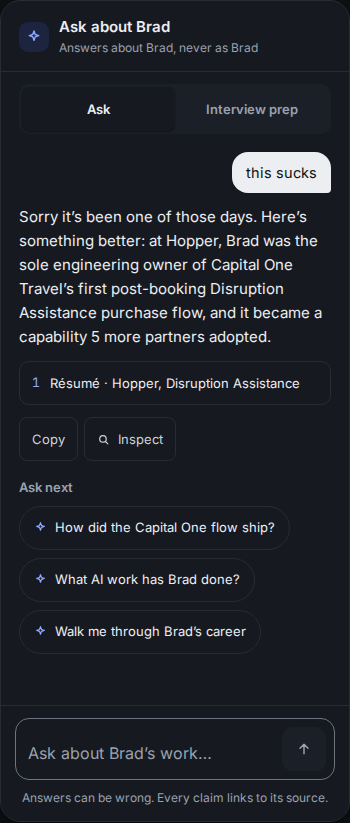 Ask about Brad
Answers about Brad, never as Brad
Ask
Interview prep
this sucks
Sorry it’s been one of those days. Here’s
something better: at Hopper, Brad was the
sole engineering owner of Capital One
Travel’s first post-booking Disruption
Assistance purchase flow, and it became a
capability 5 more partners adopted.
1 Résumé · Hopper, Disruption Assistance
Copy
Inspect
Ask next
How did the Capital One flow ship?
What AI work has Brad done?
Walk me through Brad’s career
Ask about Brad’s work...
Answers can be wrong. Every claim links to its source.